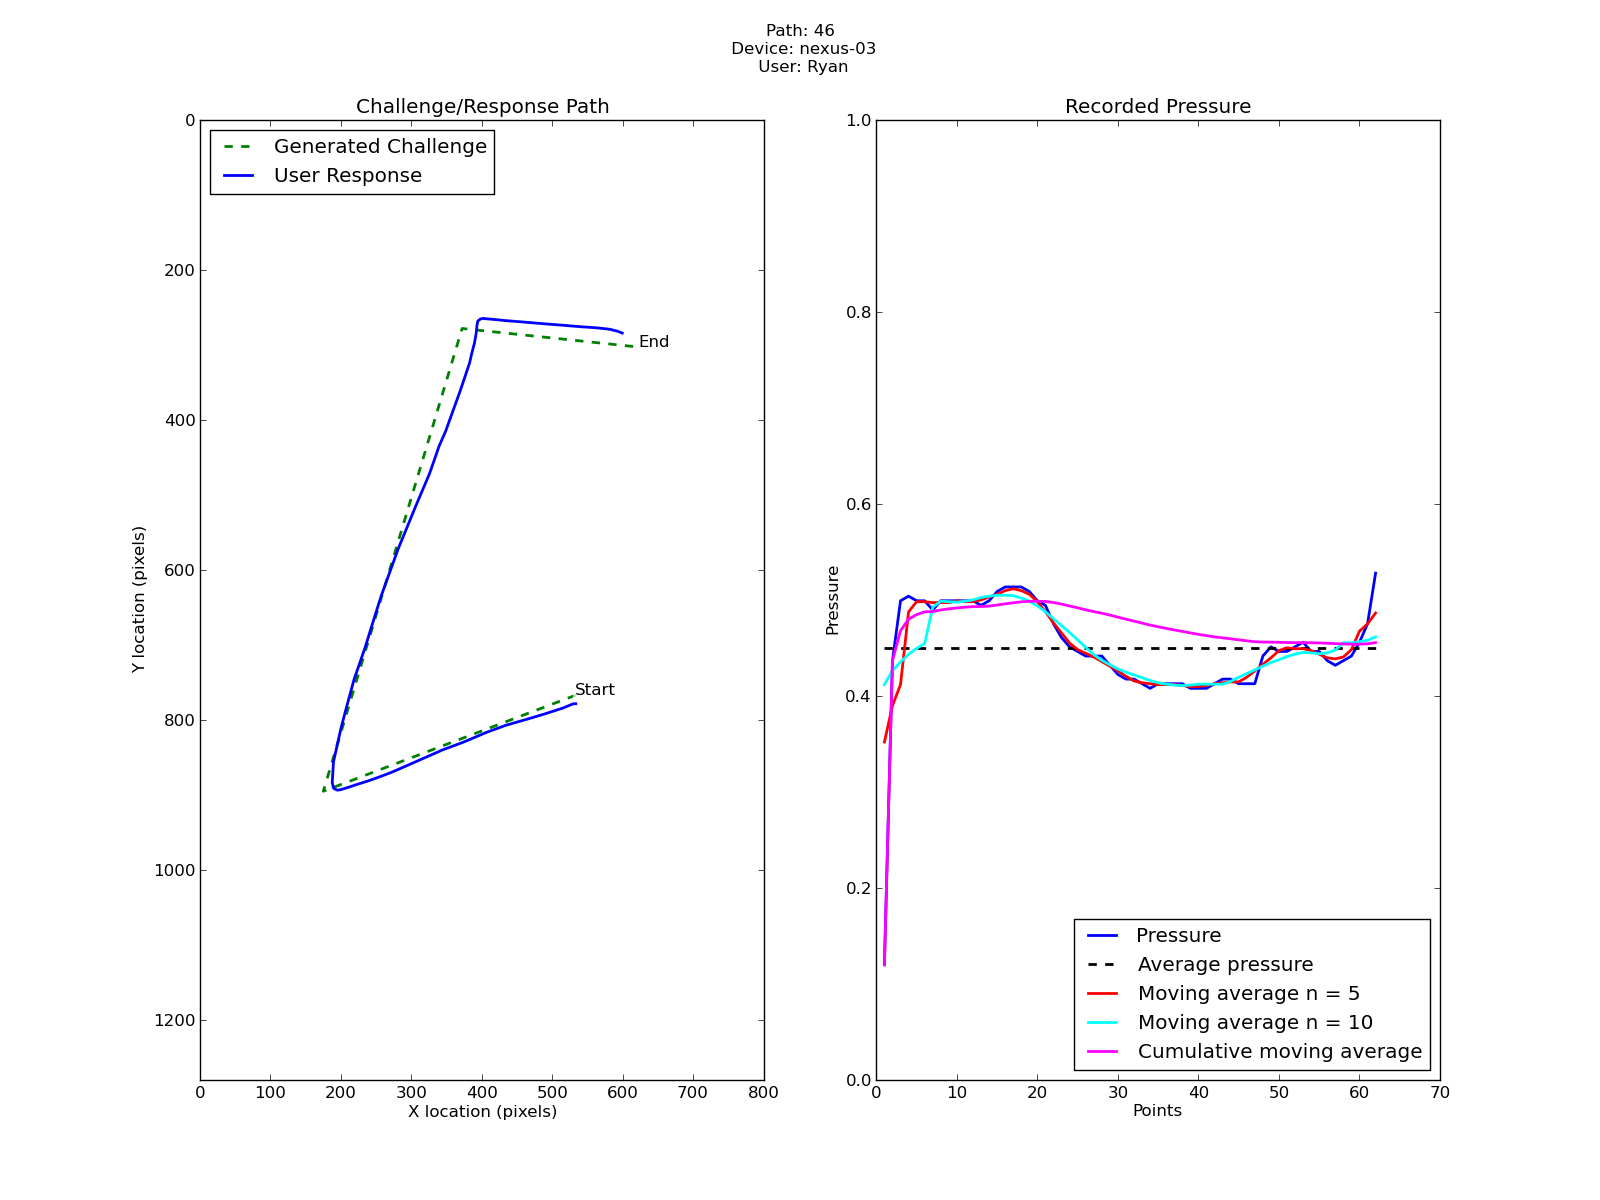 Path: 46
Device: nexus-03
User: Ryan
Challenge/Response Path
Generated Challenge
User Response
0
200
400
600
800
1000
1200
Y location (pixels)
End
Start
0 100 200 300 400 500 600 700 800
X location (pixels)
Recorded Pressure
1.0
0.8
0.6
0.4
0.2
0.0
Pressure
Pressure
Average pressure
Moving average n = 5
Moving average n = 10
Cumulative moving average
0 10 20 30 40 50 60 70
Points